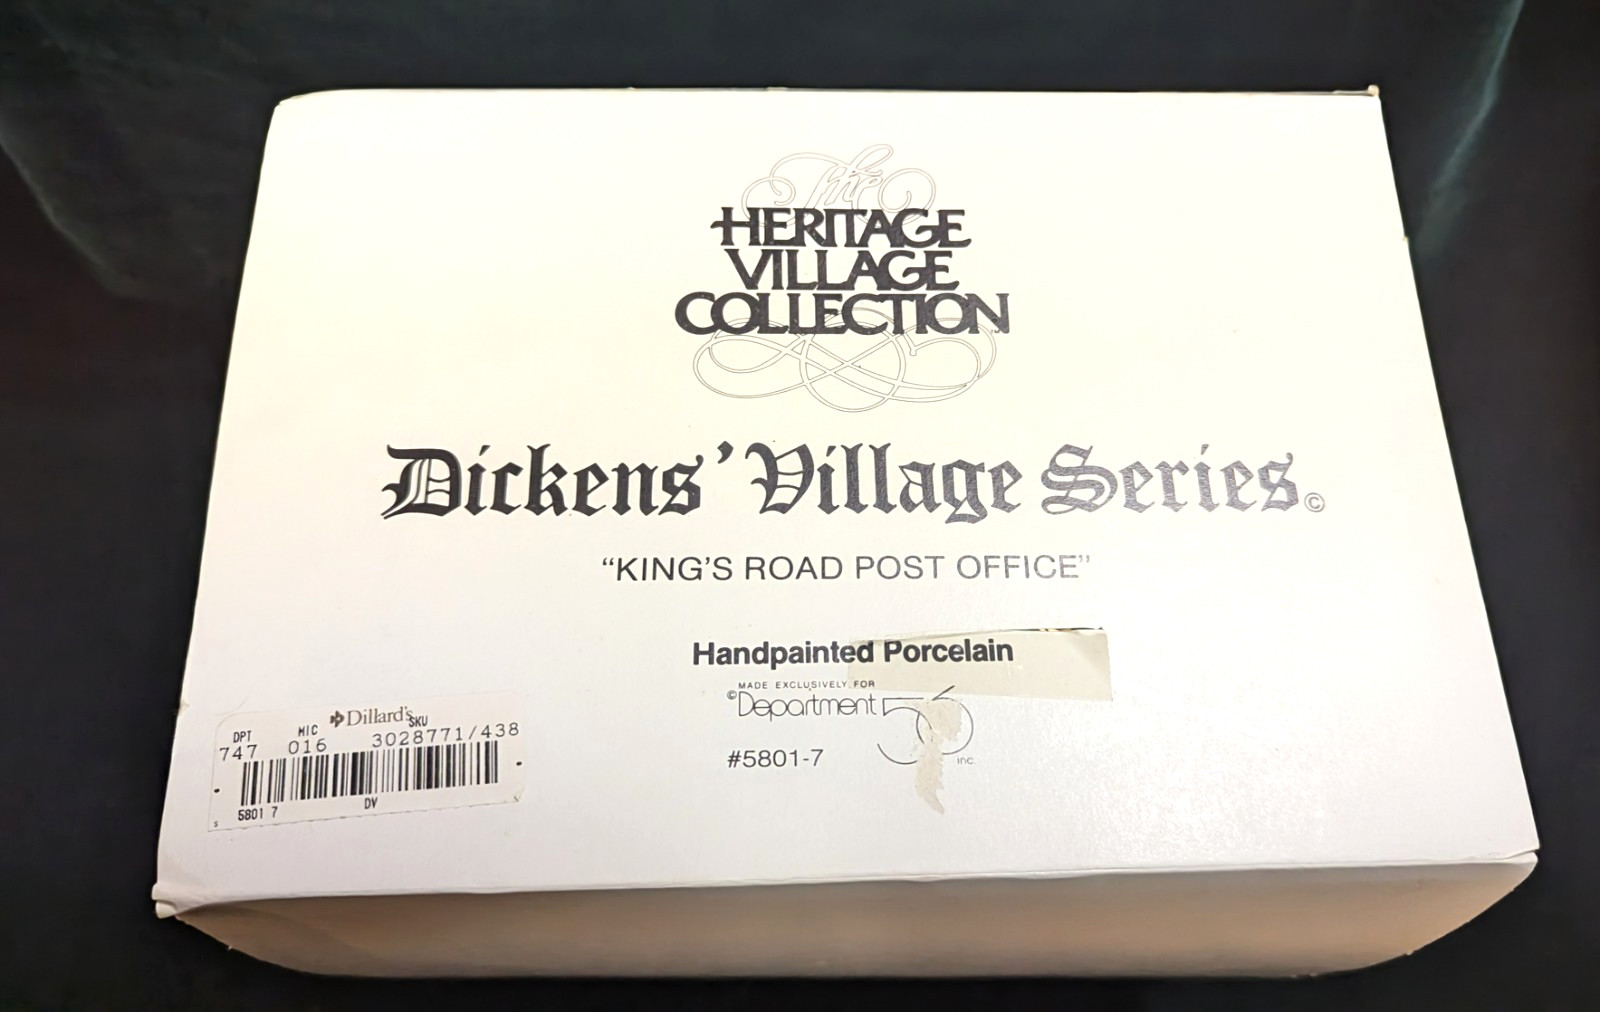 The
HERITAGE
VILLAGE
COLLECTION
Dickens' Village Series©
“KING'S ROAD POST OFFICE”
Handpainted Porcelain
MADE EXCLUSIVELY FOR
©Department 56
inc.
#5801-7
Dillard's
DPT MIC SKU
747 016 3028771/438
5801 7 DV
s